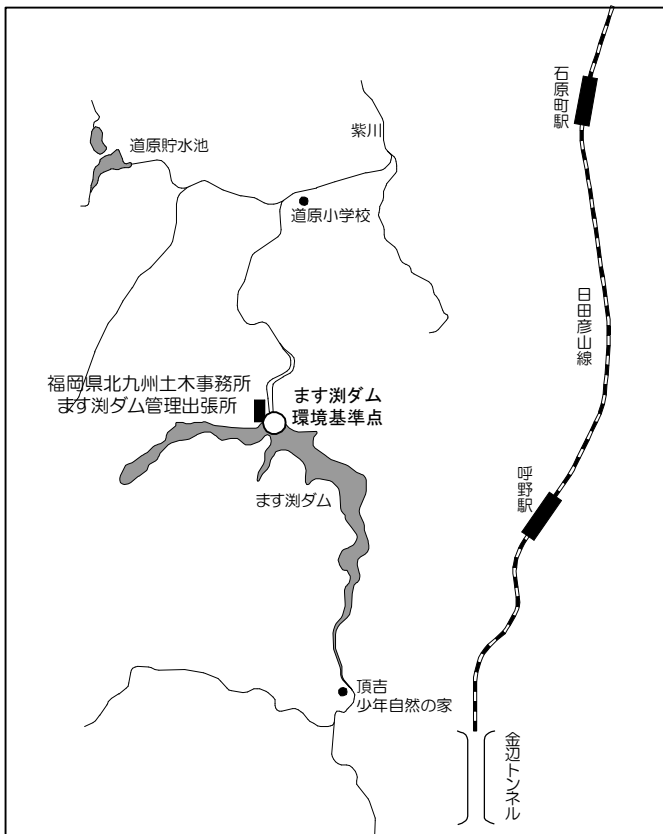 石原町駅
紫川
道原貯水池
道原小学校
日田彦山線
福岡県北九州土木事務所
ます渕ダム管理出張所
ます渕ダム
環境基準点
呼野駅
ます渕ダム
頂吉
少年自然の家
金辺トンネル